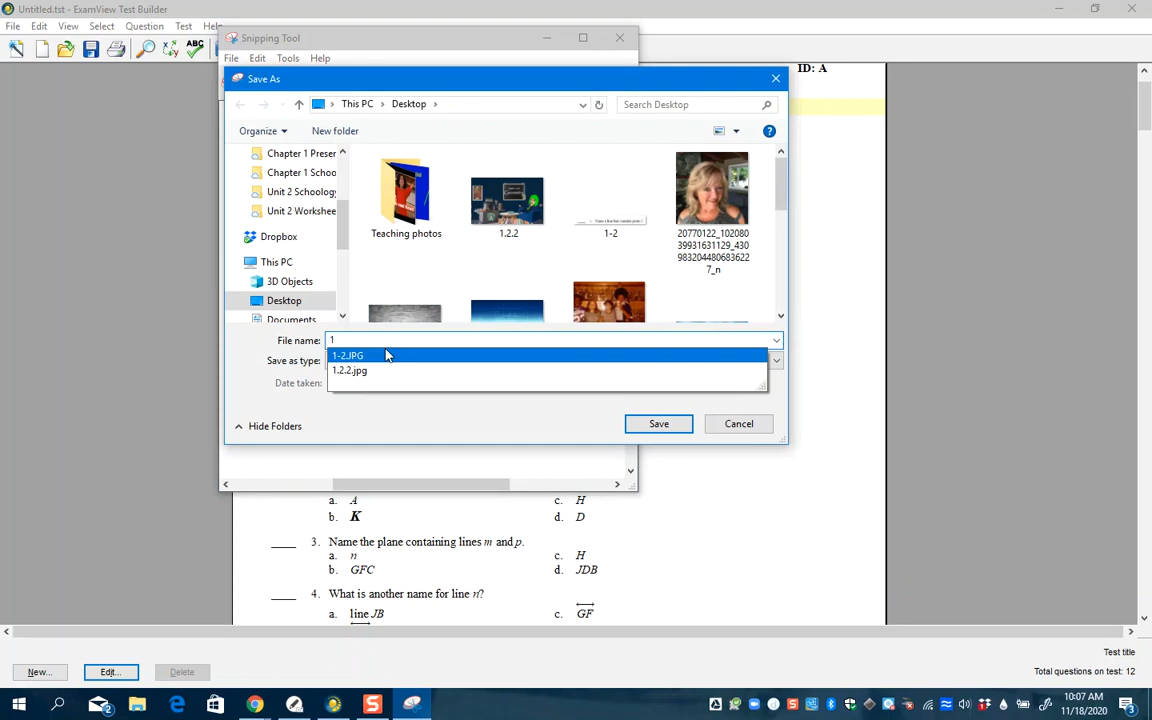 Untitled.tst - ExamView Test Builder
File Edit View Select Question Test Help
ABC
Snipping Tool
File Edit Tools Help
ID: A
Save As
This PC > Desktop >
Search Desktop
Organize
New folder
Chapter 1 Preser
Chapter 1 Schoo
Unit 2 Schoology
Unit 2 Workshee
Dropbox
This PC
3D Objects
Desktop
Documents
Teaching photos
1.2.2
1-2
20770122_102080
39931631129_430
983204480683622
7_n
File name: 1
1-2.JPG
1.2.2.jpg
Save as type:
Date taken:
Hide Folders
Save
Cancel
a. A c. H
b. K d. D
3. Name the plane containing lines m and p.
a. n c. H
b. GFC d. JDB
4. What is another name for line n?
a. line JB c. GF
New... Edit... Delete
Test title
Total questions on test: 12
10:07 AM
11/18/2020
2
3